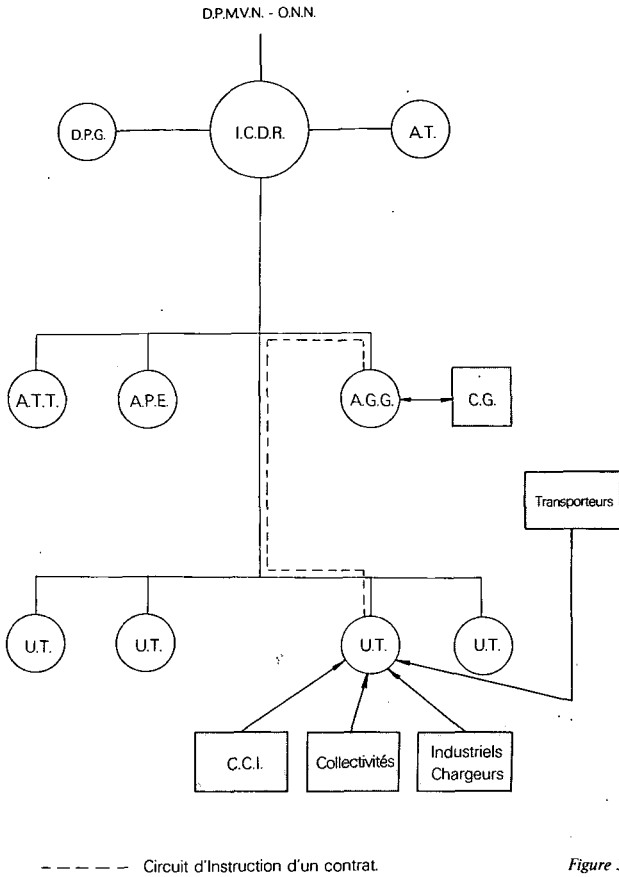 D.P.M.V.N. - O.N.N.
D.P.G.
I.C.D.R.
A.T.
A.T.T.
A.P.E.
A.G.G.
C.G.
Transporteurs
U.T.
U.T.
U.T.
U.T.
C.C.I.
Collectivités
Industriels
Chargeurs
Circuit d'Instruction d'un contrat.
Figure